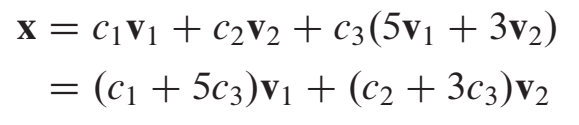 x = c₁v₁ + c₂v₂ + c₃(5v₁ + 3v₂)
= (c₁ + 5c₃)v₁ + (c₂ + 3c₃)v₂